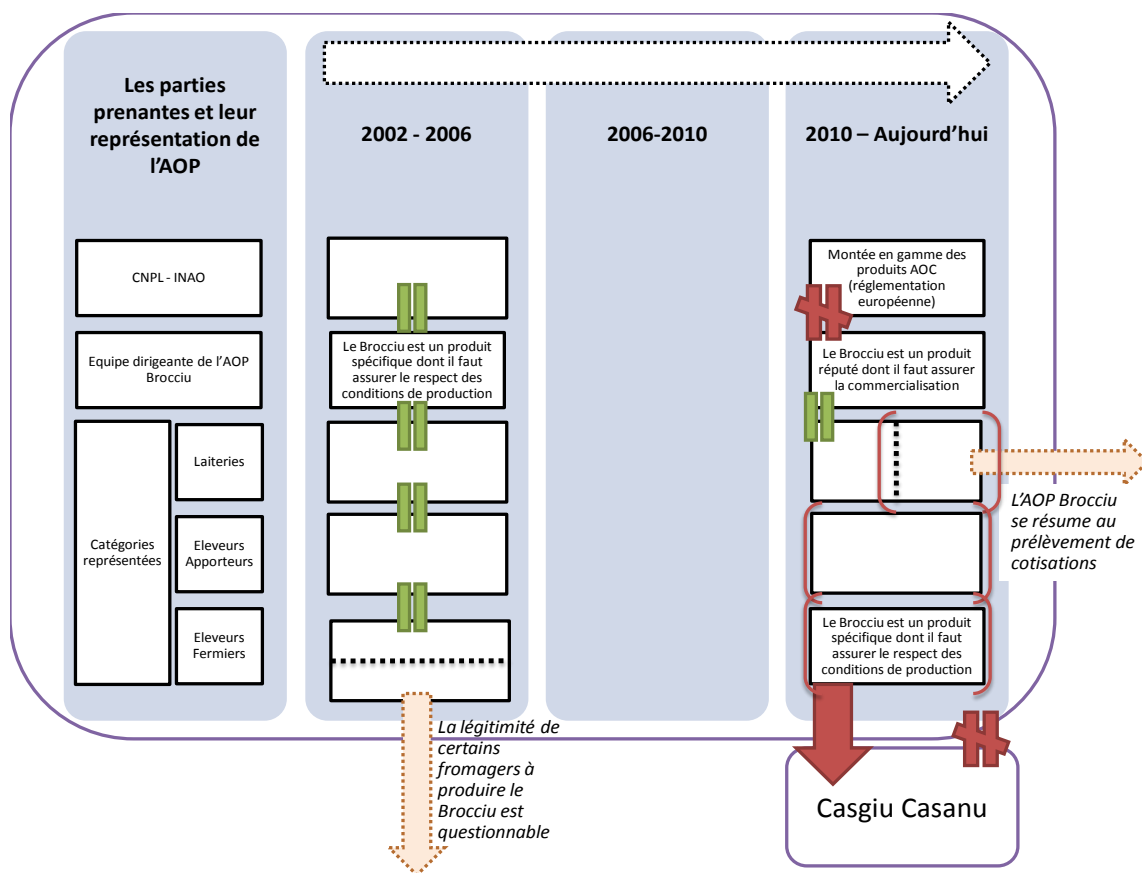 Les parties
prenantes et leur
représentation de
l’AOP
2002 - 2006
2006-2010
2010 – Aujourd’hui
CNPL - INAO
Montée en gamme des
produits AOC
(réglementation
européenne)
Equipe dirigeante de l’AOP
Brocciu
Le Brocciu est un produit
spécifique dont il faut
assurer le respect des
conditions de production
Le Brocciu est un produit
réputé dont il faut assurer
la commercialisation
Catégories
représentées
Laiteries
Eleveurs
Apporteurs
Eleveurs
Fermiers
L’AOP Brocciu
se résume au
prélèvement de
cotisations
Le Brocciu est un produit
spécifique dont il faut
assurer le respect des
conditions de production
La légitimité de
certains
fromagers à
produire le
Brocciu est
questionnable
Casgiu Casanu